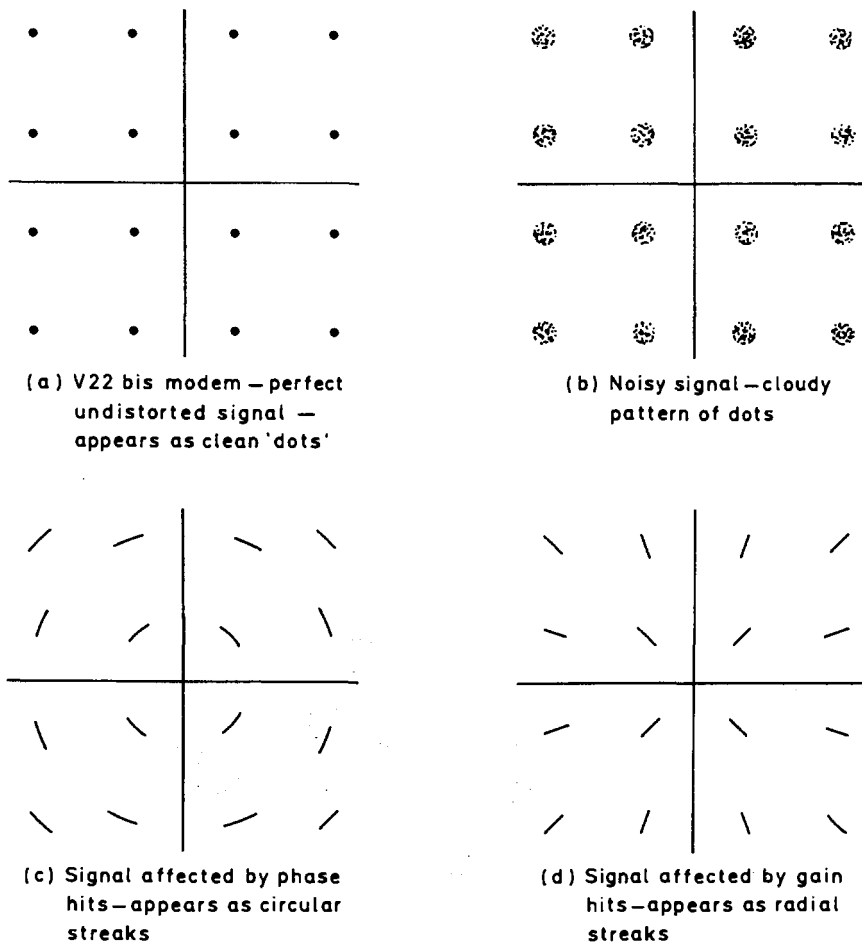 (a) V22 bis modem — perfect
undistorted signal —
appears as clean 'dots'
(b) Noisy signal — cloudy
pattern of dots
(c) Signal affected by phase
hits — appears as circular
streaks
(d) Signal affected by gain
hits — appears as radial
streaks